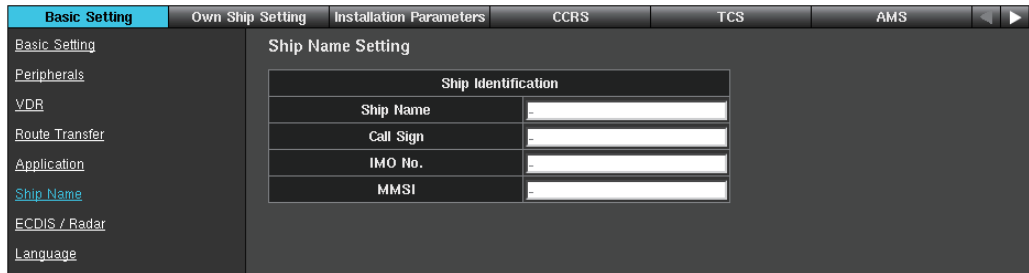 Basic Setting Own Ship Setting Installation Parameters CCRS TCS AMS
Basic Setting
Peripherals
VDR
Route Transfer
Application
Ship Name
ECDIS / Radar
Language
Ship Name Setting
Ship Identification
Ship Name _
Call Sign _
IMO No. _
MMSI _